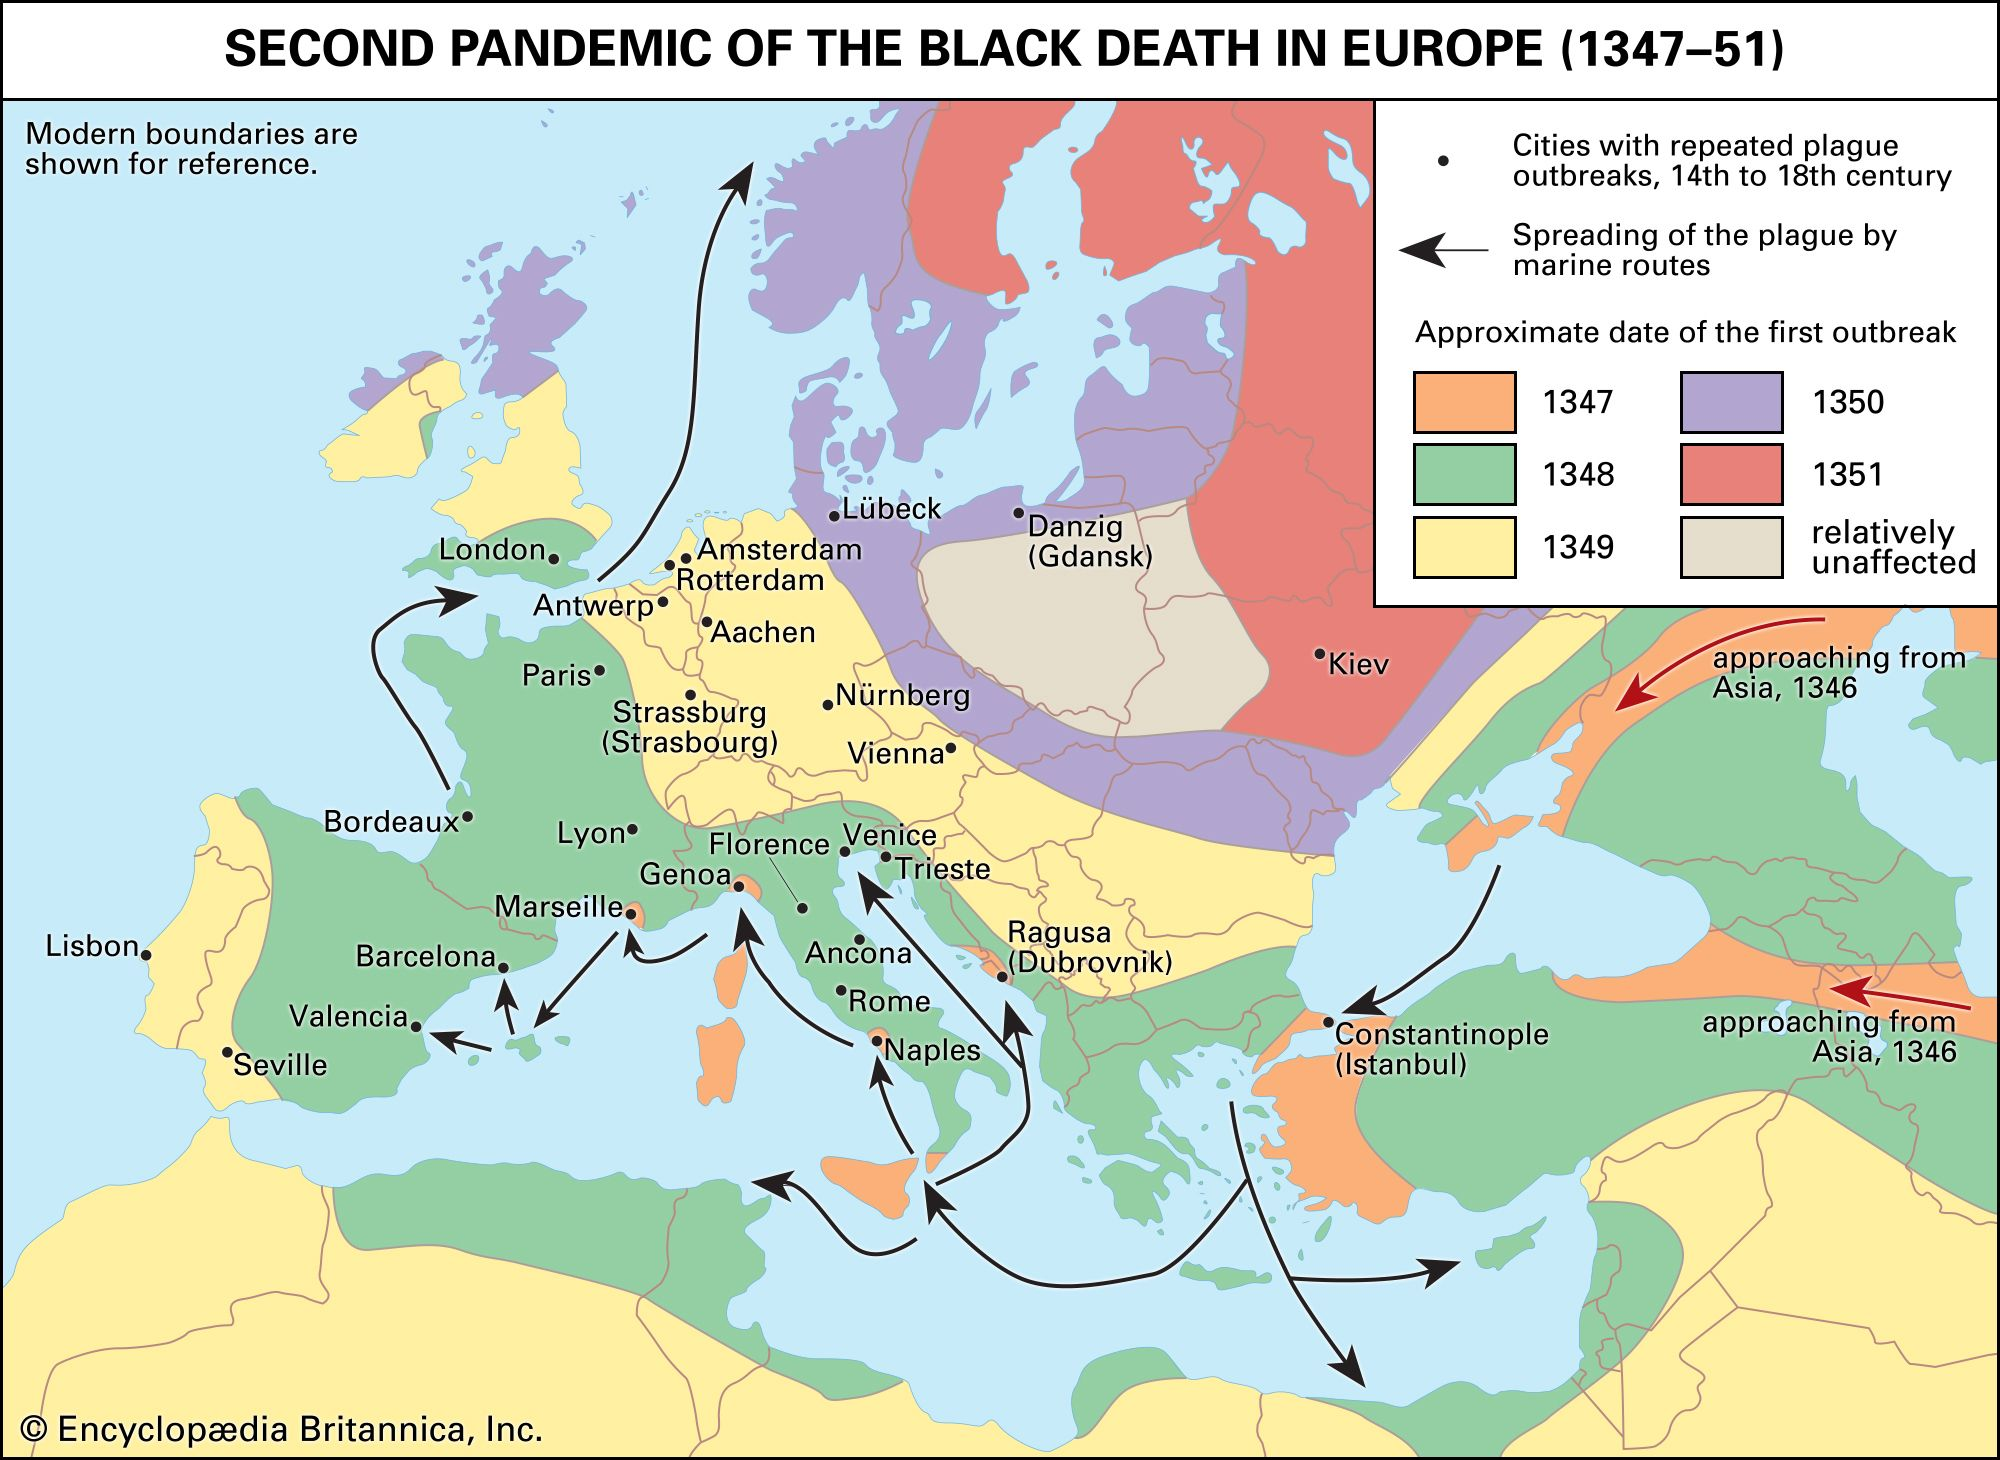 SECOND PANDEMIC OF THE BLACK DEATH IN EUROPE (1347–51)
Modern boundaries are
shown for reference.
Cities with repeated plague
outbreaks, 14th to 18th century
Spreading of the plague by
marine routes
Approximate date of the first outbreak
1347
1350
1348
1351
1349
relatively
unaffected
Lübeck
Danzig
(Gdansk)
London
Amsterdam
Rotterdam
Antwerp
Aachen
Paris
Kiev
approaching from
Asia, 1346
Strassburg
(Strasbourg)
Nürnberg
Vienna
Bordeaux
Lyon
Florence
Venice
Trieste
Genoa
Marseille
Lisbon
Barcelona
Ancona
Ragusa
(Dubrovnik)
Valencia
Rome
Seville
Naples
Constantinople
(Istanbul)
approaching from
Asia, 1346
© Encyclopædia Britannica, Inc.